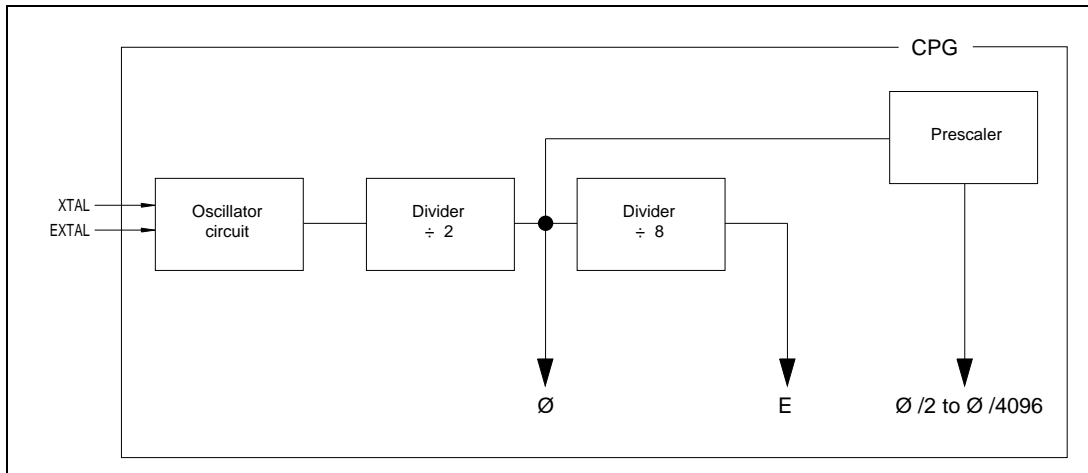 CPG
Prescaler
XTAL
EXTAL
Oscillator
circuit
Divider
÷ 2
Divider
÷ 8
Ø
E
Ø /2 to Ø /4096